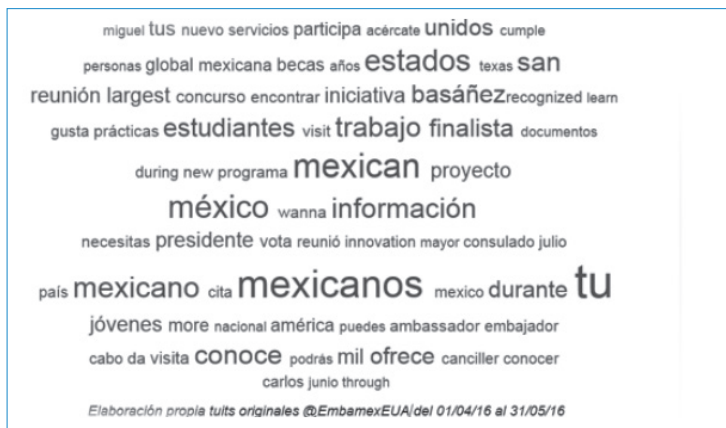 miguel tus nuevo servicios participa acércate unidos cumple
personas global mexicana becas años estados texas san
reunión largest concurso encontrar iniciativa basáñez recognized learn
gusta prácticas estudiantes visit trabajo finalista documentos
during new programa mexican proyecto
méxico wanna información
necesitas presidente vota reunió innovation mayor consulado julio
país mexicano cita mexicanos mexico durante tu
jóvenes more nacional américa puedes ambassador embajador
cabo da visita conoce podrás mil ofrece canciller conocer
carlos junio through
Elaboración propia tuits originales @EmbamexEUA/del 01/04/16 al 31/05/16